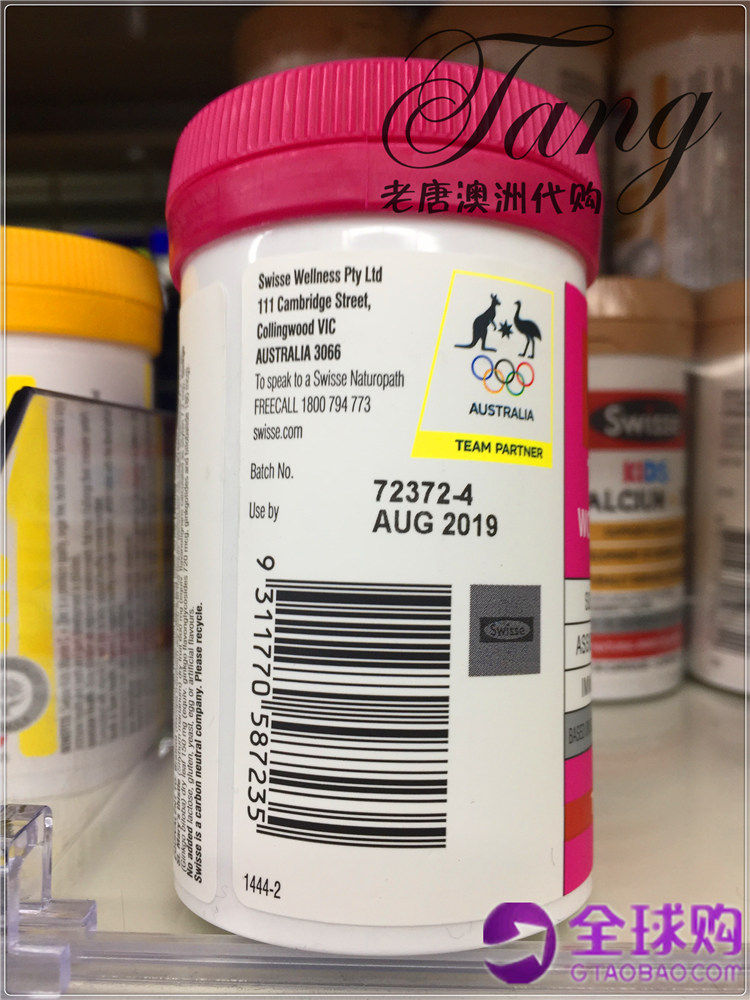 Tang
老唐澳洲代购
Swisse Wellness Pty Ltd
111 Cambridge Street,
Collingwood VIC
AUSTRALIA 3066
To speak to a Swisse Naturopath
FREECALL 1800 794 773
swisse.com
AUSTRALIA
TEAM PARTNER
Batch No.
72372-4
Use by
AUG 2019
9 311770 587235
Swisse
1444-2
No added lactose, gluten, yeast, egg or artificial flavours.
Swisse is a carbon neutral company. Please recycle.
Swisse
KIDS
全球购
GTAOBAO.COM